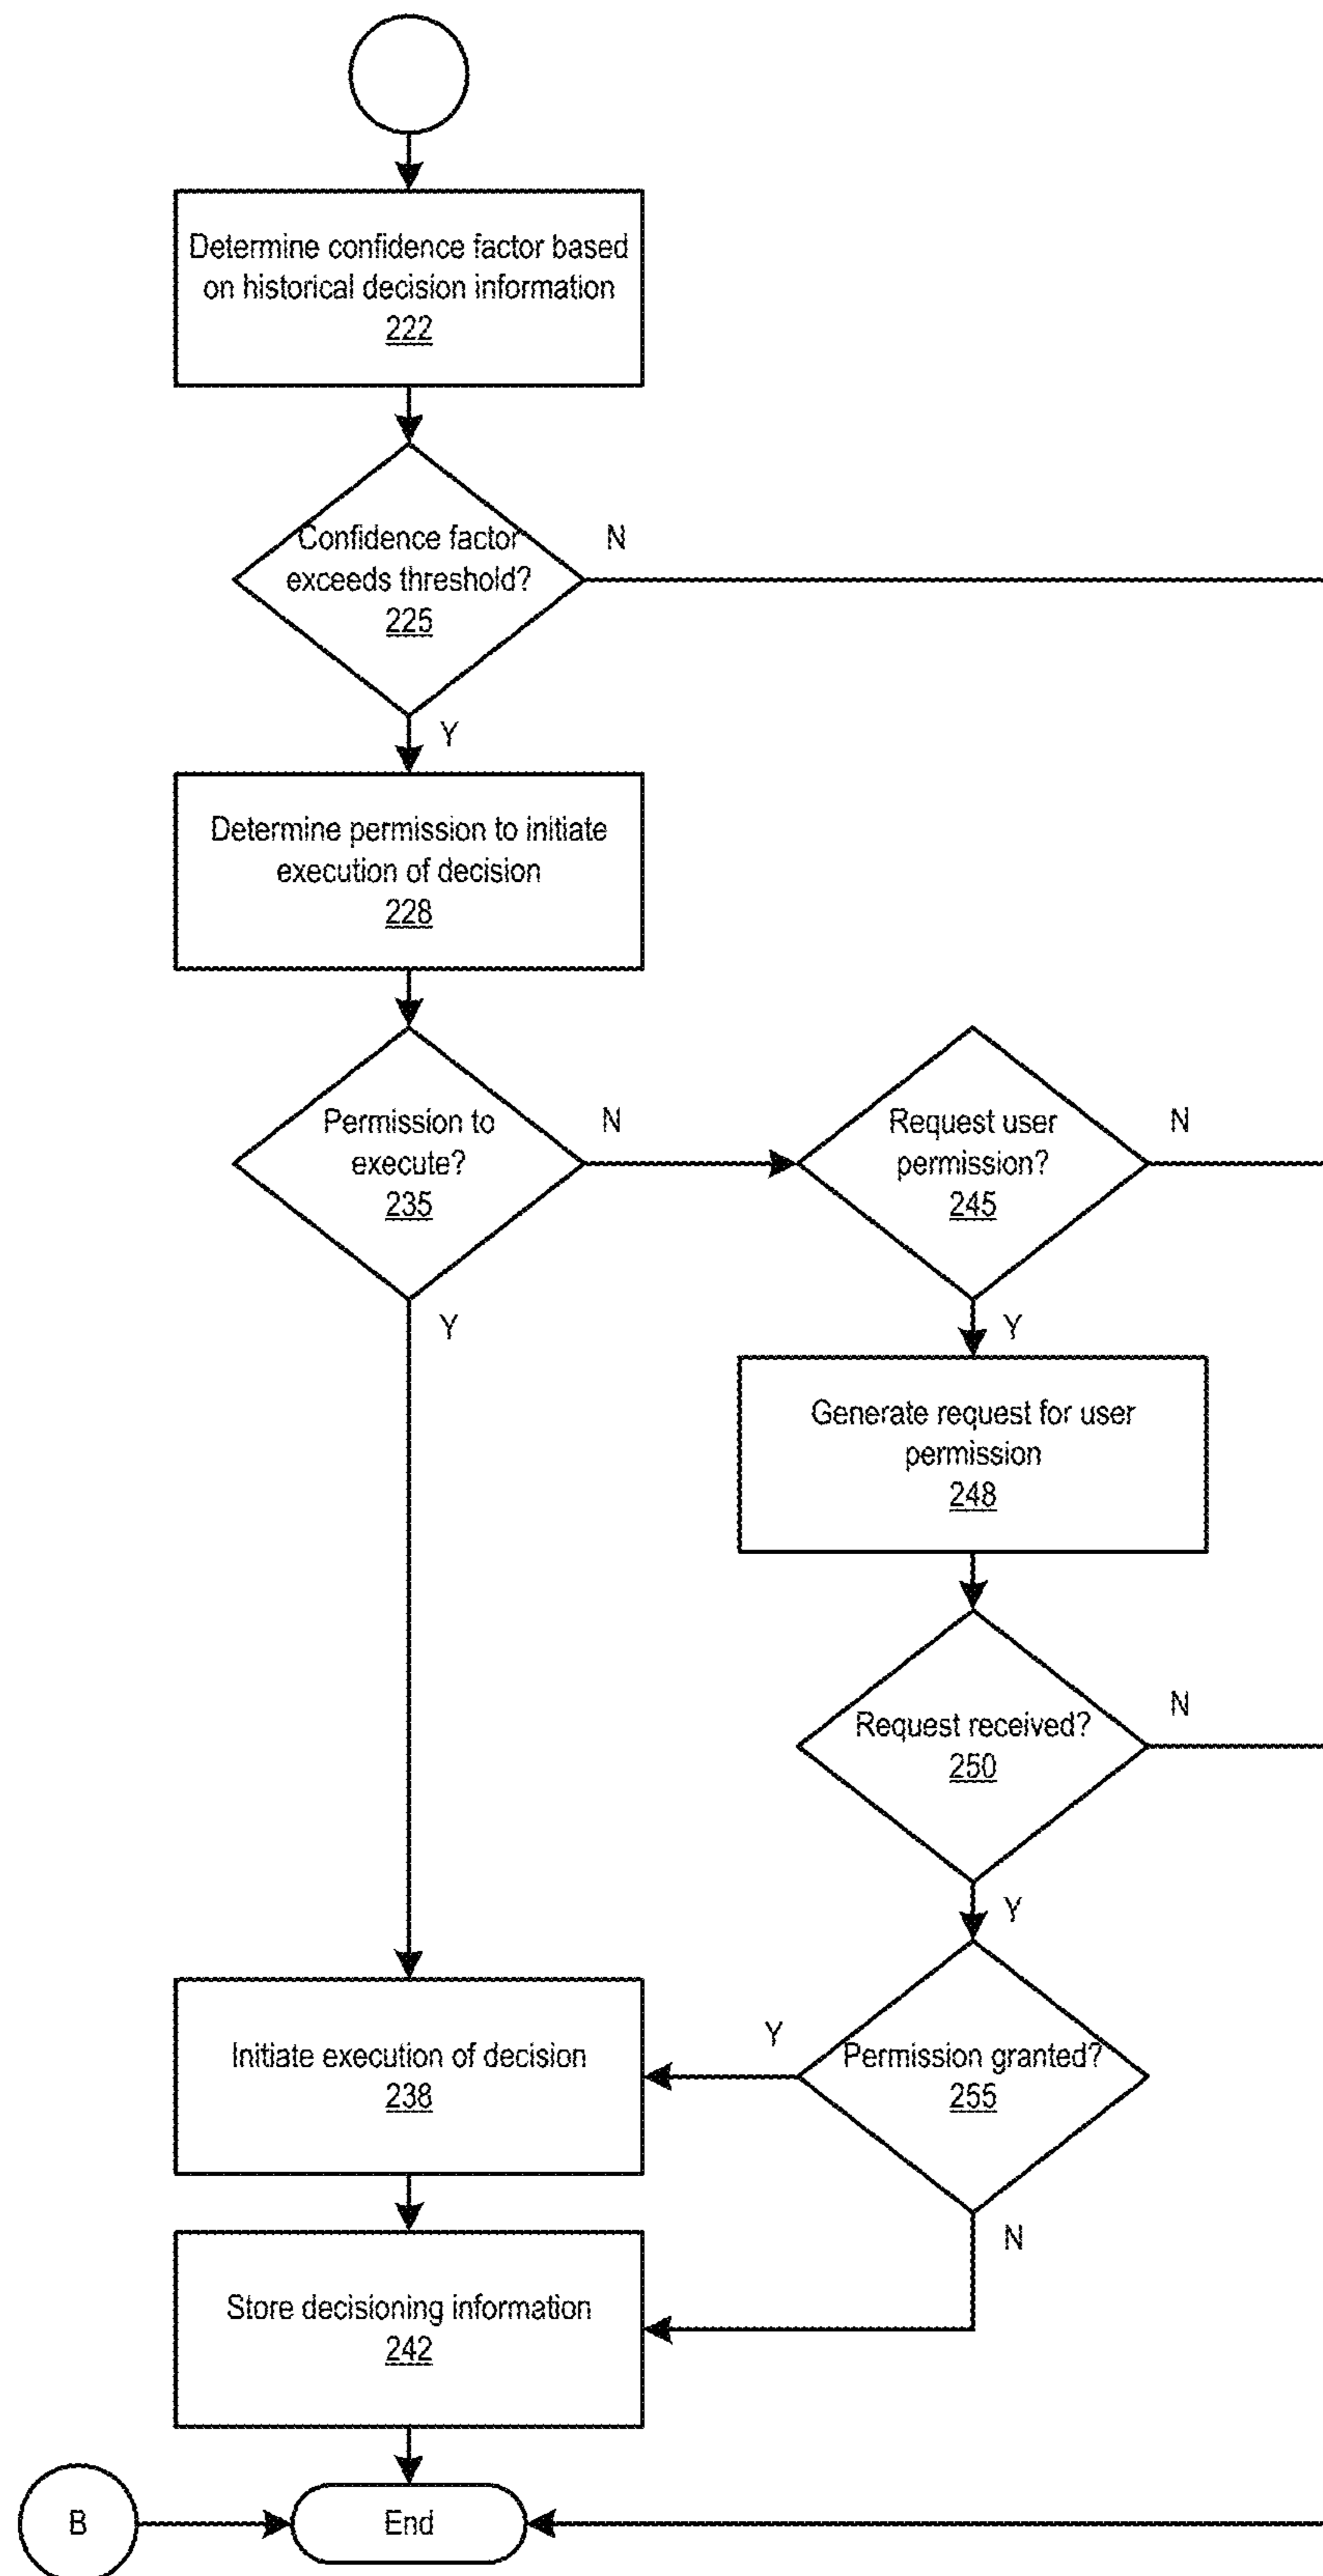 Determine confidence factor based
on historical decision information
222
Confidence factor
exceeds threshold?
225
N
Y
Determine permission to initiate
execution of decision
228
Permission to
execute?
235
N
Y
Request user
permission?
245
N
Y
Generate request for user
permission
248
Request received?
250
N
Y
Permission granted?
255
Y
N
Initiate execution of decision
238
Store decisioning information
242
B
End